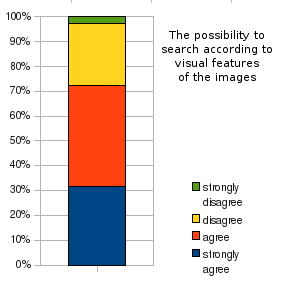 100%
90%
80%
70%
60%
50%
40%
30%
20%
10%
0%
The possibility to
search according to
visual features
of the images
strongly
disagree
disagree
agree
strongly
agree